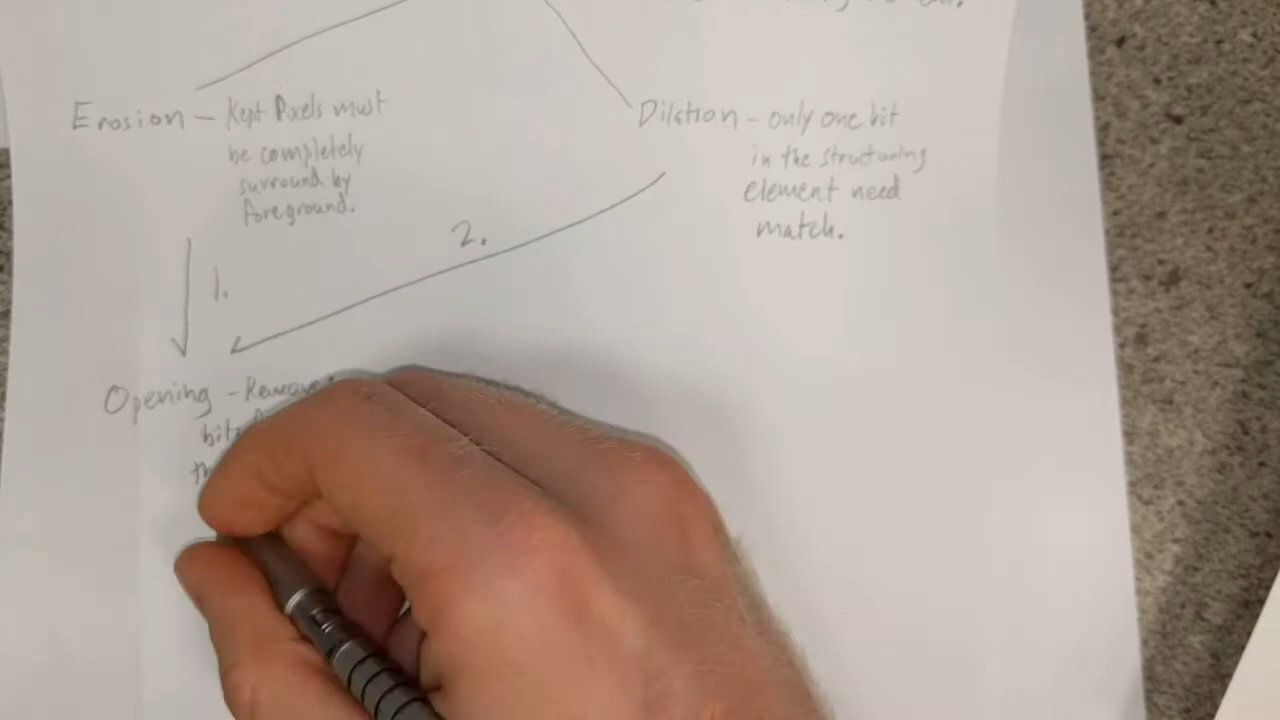 Erosion - Kept Pixels must
be completely
surround by
foreground.
Dilation - only one bit
in the structuring
element need
match.
2.
1.
Opening - Remove